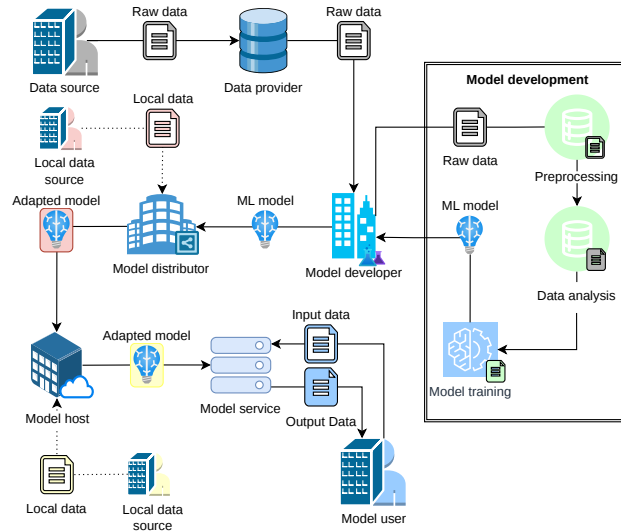 Raw data
Raw data
Data source
Data provider
Model development
Local data
Raw data
Local data
source
Preprocessing
Adapted model
ML model
ML model
Model distributor
Model developer
Data analysis
Input data
Adapted model
Model training
Model host
Model service
Output Data
Local data
Local data
source
Model user